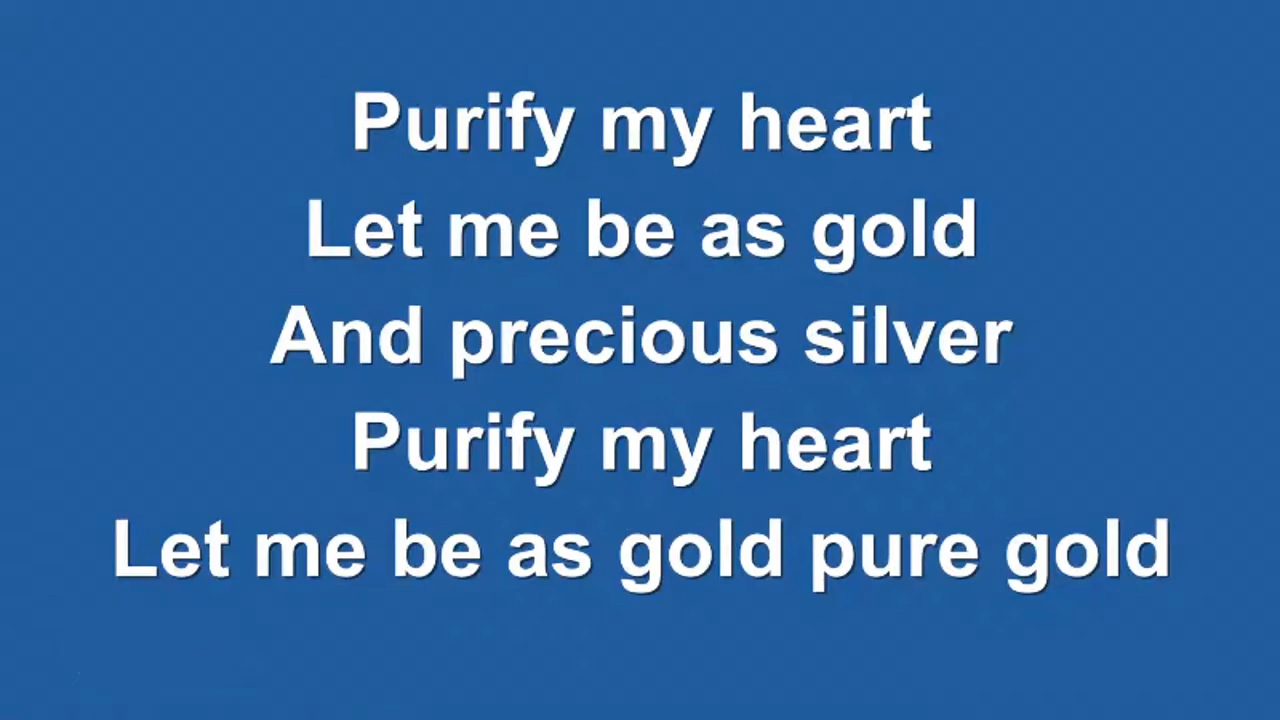 Purify my heart
Let me be as gold
And precious silver
Purify my heart
Let me be as gold pure gold